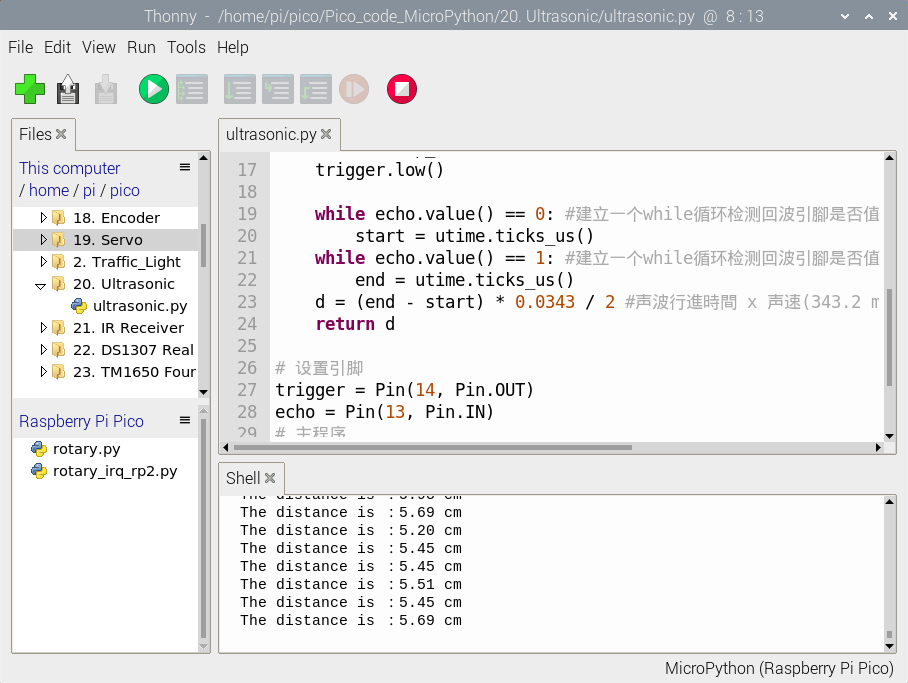 Thonny - /home/pi/pico/Pico_code_MicroPython/20. Ultrasonic/ultrasonic.py @ 8 : 13
File Edit View Run Tools Help
Files
This computer
/ home / pi / pico
18. Encoder
19. Servo
2. Traffic_Light
20. Ultrasonic
ultrasonic.py
21. IR Receiver
22. DS1307 Real
23. TM1650 Four
Raspberry Pi Pico
rotary.py
rotary_irq_rp2.py
ultrasonic.py
17 trigger.low()
18
19 while echo.value() == 0: #建立一个while循环检测回波引脚是否值
20 start = utime.ticks_us()
21 while echo.value() == 1: #建立一个while循环检测回波引脚是否值
22 end = utime.ticks_us()
23 d = (end - start) * 0.0343 / 2 #声波行進時間 x 声速(343.2 m
24 return d
25
26 # 设置引脚
27 trigger = Pin(14, Pin.OUT)
28 echo = Pin(13, Pin.IN)
29 # 主程序
Shell
The distance is :5.69 cm
The distance is :5.20 cm
The distance is :5.45 cm
The distance is :5.45 cm
The distance is :5.51 cm
The distance is :5.45 cm
The distance is :5.69 cm
MicroPython (Raspberry Pi Pico)